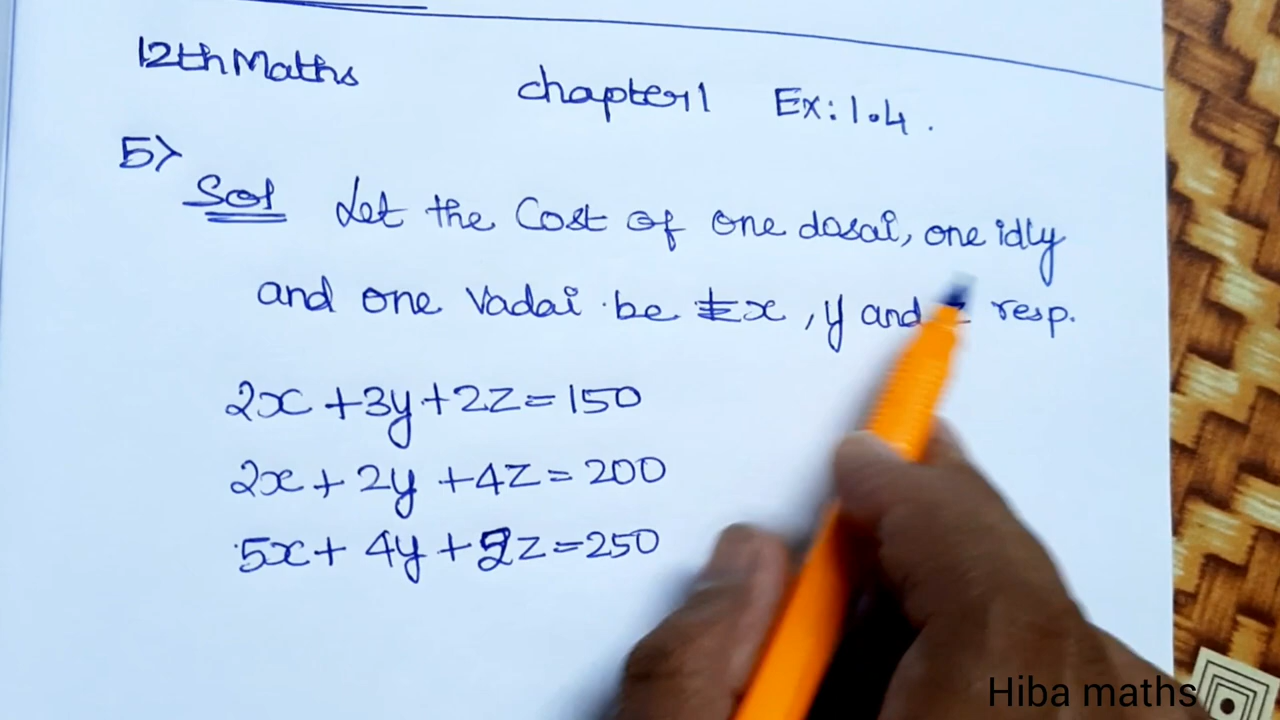 12th Maths chapter 1 Ex: 1.4.
5>
Sol Let the Cost of one dosai, one idly
and one Vadai be x, y and resp.
2x + 3y + 2z = 150
2x + 2y + 4z = 200
5x + 4y + 2z = 250
Hiba maths